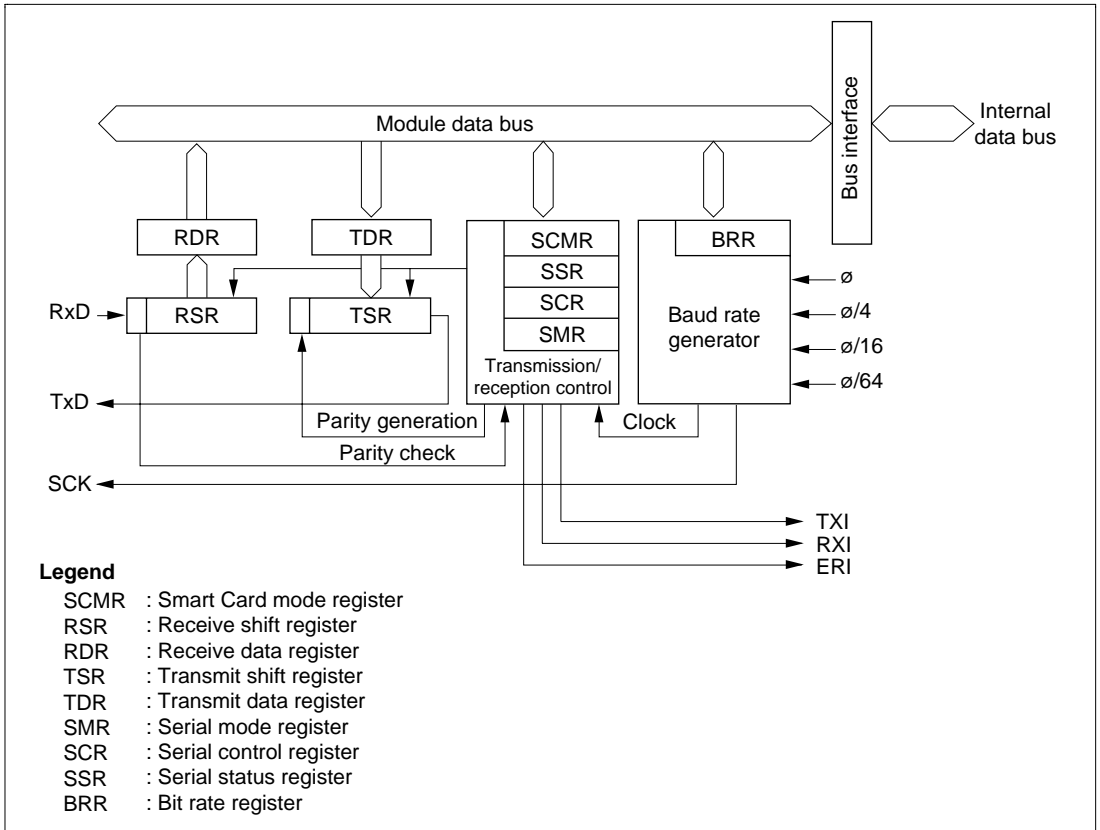 Module data bus
Bus interface
Internal
data bus
RDR
TDR
SCMR
SSR
SCR
SMR
Transmission/
reception control
BRR
Baud rate
generator
ø
ø/4
ø/16
ø/64
RxD
RSR
TSR
TxD
Parity generation
Parity check
Clock
SCK
TXI
RXI
ERI
Legend
SCMR : Smart Card mode register
RSR : Receive shift register
RDR : Receive data register
TSR : Transmit shift register
TDR : Transmit data register
SMR : Serial mode register
SCR : Serial control register
SSR : Serial status register
BRR : Bit rate register